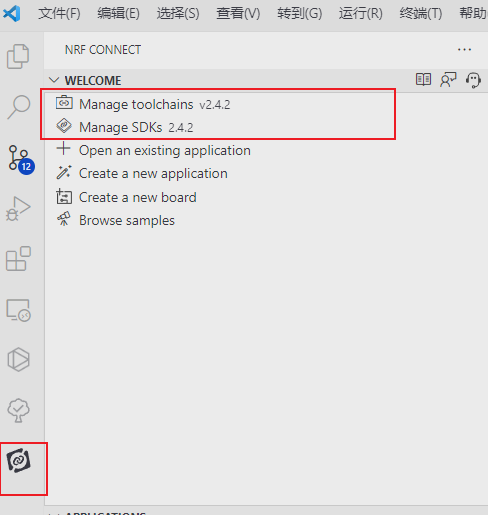 文件(F) 编辑(E) 选择(S) 查看(V) 转到(G) 运行(R) 终端(T) 帮助
NRF CONNECT
WELCOME
Manage toolchains v2.4.2
Manage SDKs 2.4.2
Open an existing application
Create a new application
Create a new board
Browse samples
12
APPLICATIONS